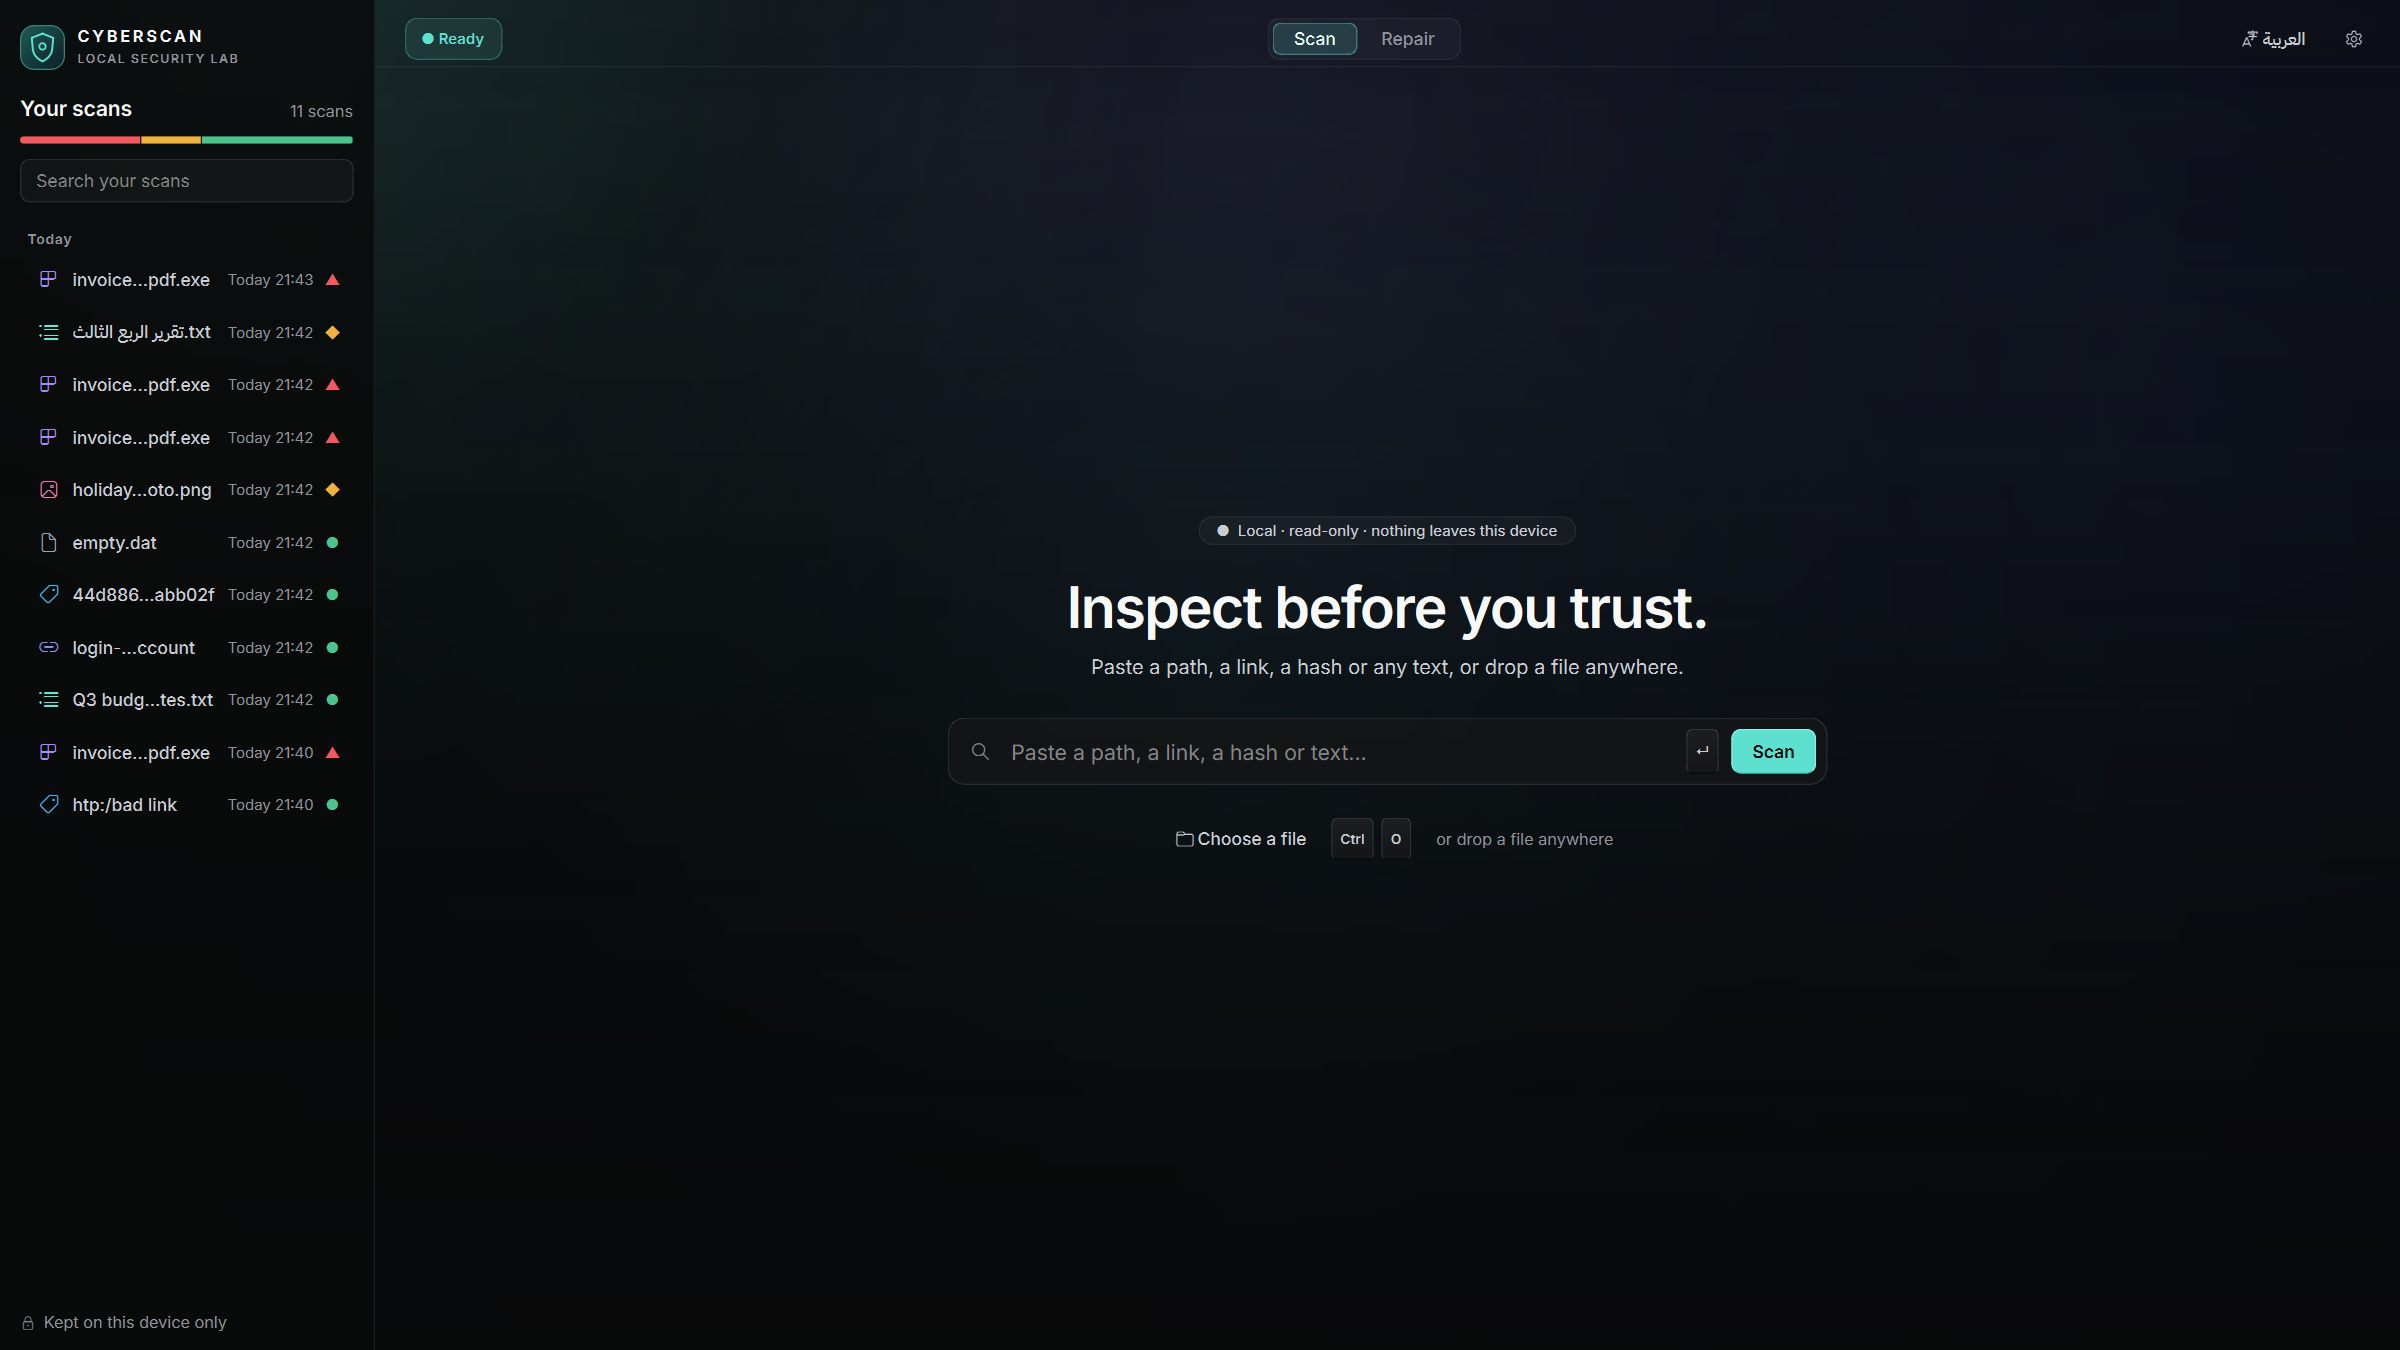 CYBERSCAN
LOCAL SECURITY LAB
Your scans
11 scans
Search your scans
Today
invoice...pdf.exe Today 21:43
تقرير الربع الثالث.txt Today 21:42
invoice...pdf.exe Today 21:42
invoice...pdf.exe Today 21:42
holiday...oto.png Today 21:42
empty.dat Today 21:42
44d886...abb02f Today 21:42
login-...ccount Today 21:42
Q3 budg...tes.txt Today 21:42
invoice...pdf.exe Today 21:40
htp:/bad link Today 21:40
Kept on this device only
Ready
Scan Repair
العربية
Local · read-only · nothing leaves this device
Inspect before you trust.
Paste a path, a link, a hash or any text, or drop a file anywhere.
Paste a path, a link, a hash or text... ↵ Scan
Choose a file Ctrl O or drop a file anywhere